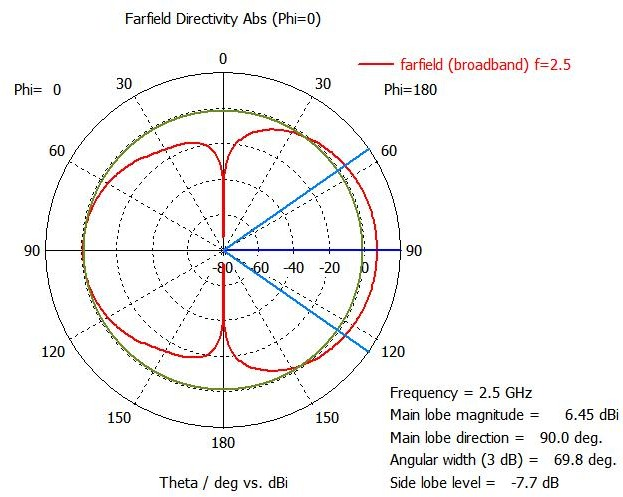 Farfield Directivity Abs (Phi=0)
0
farfield (broadband) f=2.5
Phi= 0
30
30
Phi=180
60
60
90
-80
-60
-40
-20
0
90
120
120
150
150
180
Frequency = 2.5 GHz
Main lobe magnitude = 6.45 dBi
Main lobe direction = 90.0 deg.
Angular width (3 dB) = 69.8 deg.
Side lobe level = -7.7 dB
Theta / deg vs. dBi